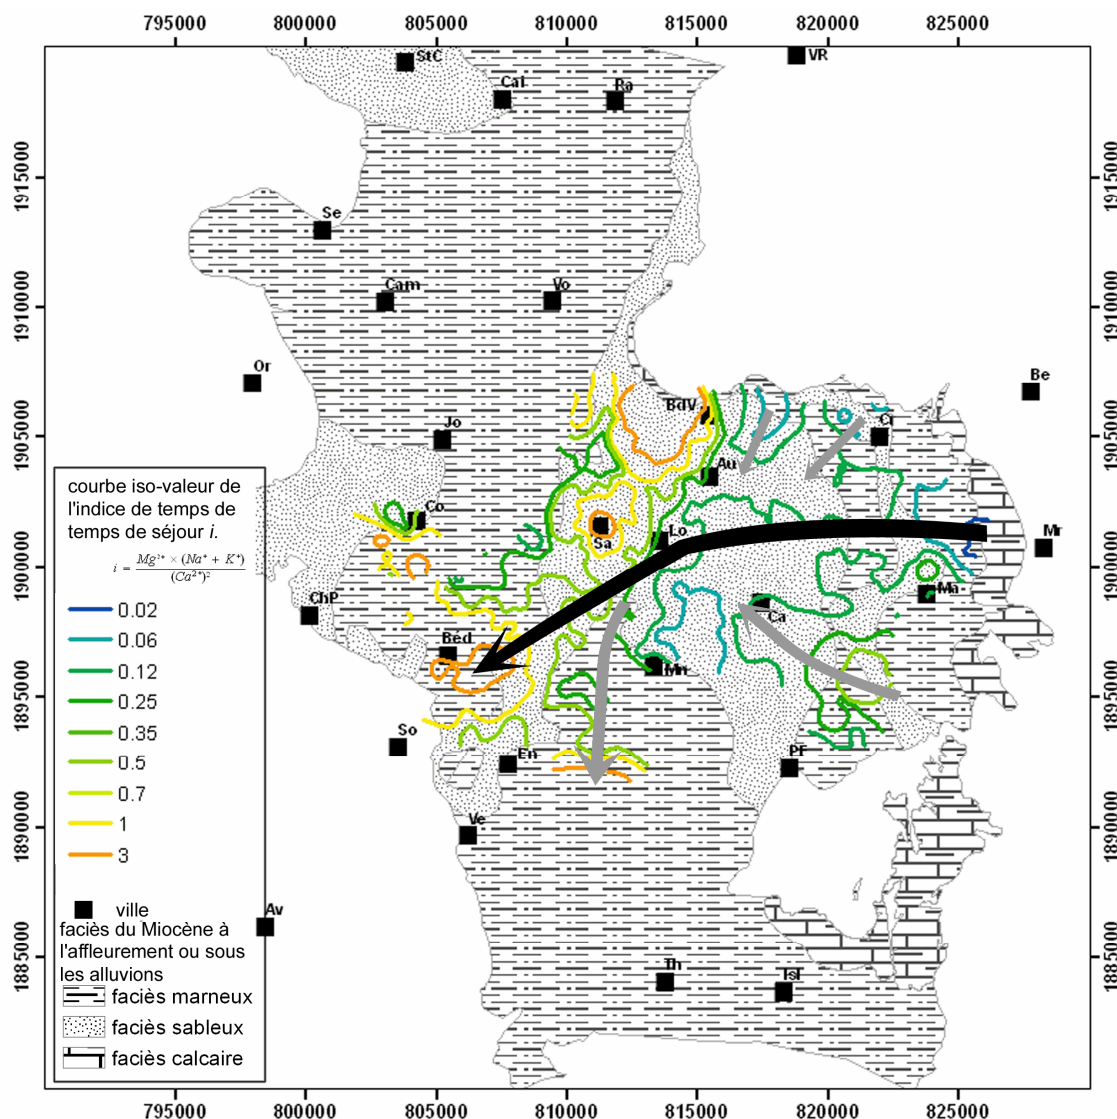 795000 800000 805000 810000 815000 820000 825000
StC
VR
Cal
Ra
1915000
1915000
Se
Cam
Vo
1910000
1910000
Or
Be
BdV
Jo
Cr
1905000
1905000
Au
Co
Sa
Lo
Mr
1900000
1900000
Ma
ChP
Ca
Bed
Mn
1895000
1895000
So
En
PF
1890000
1890000
Ve
Av
1885000
1885000
Th
Isl
courbe iso-valeur de
l'indice de temps de
temps de séjour i.
i = Mg²⁺ × (Na⁺ + K⁺) / (Ca²⁺)²
0.02
0.06
0.12
0.25
0.35
0.5
0.7
1
3
ville
faciès du Miocène à
l'affleurement ou sous
les alluvions
faciès marneux
faciès sableux
faciès calcaire
795000 800000 805000 810000 815000 820000 825000